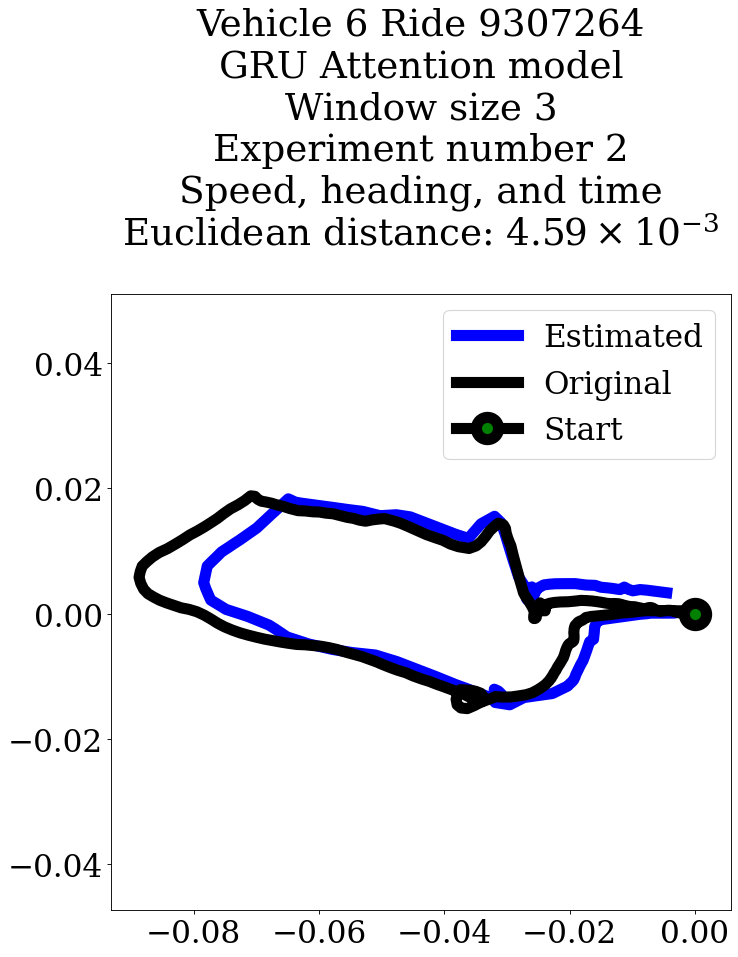 Vehicle 6 Ride 9307264
GRU Attention model
Window size 3
Experiment number 2
Speed, heading, and time
Euclidean distance: 4.59 × 10⁻³
Estimated
Original
Start
0.04
0.02
0.00
−0.02
−0.04
−0.08 −0.06 −0.04 −0.02 0.00